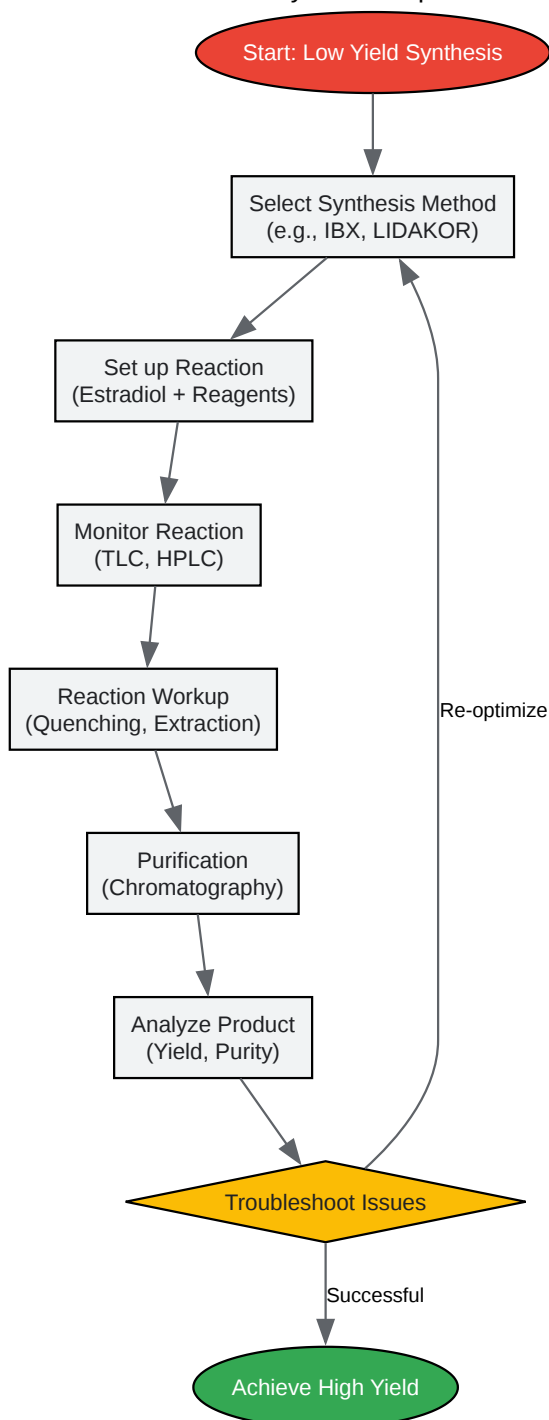 Start: Low Yield Synthesis
Select Synthesis Method
(e.g., IBX, LIDAKOR)
Set up Reaction
(Estradiol + Reagents)
Monitor Reaction
(TLC, HPLC)
Reaction Workup
(Quenching, Extraction)
Re-optimize
Purification
(Chromatography)
Analyze Product
(Yield, Purity)
Troubleshoot Issues
Successful
Achieve High Yield